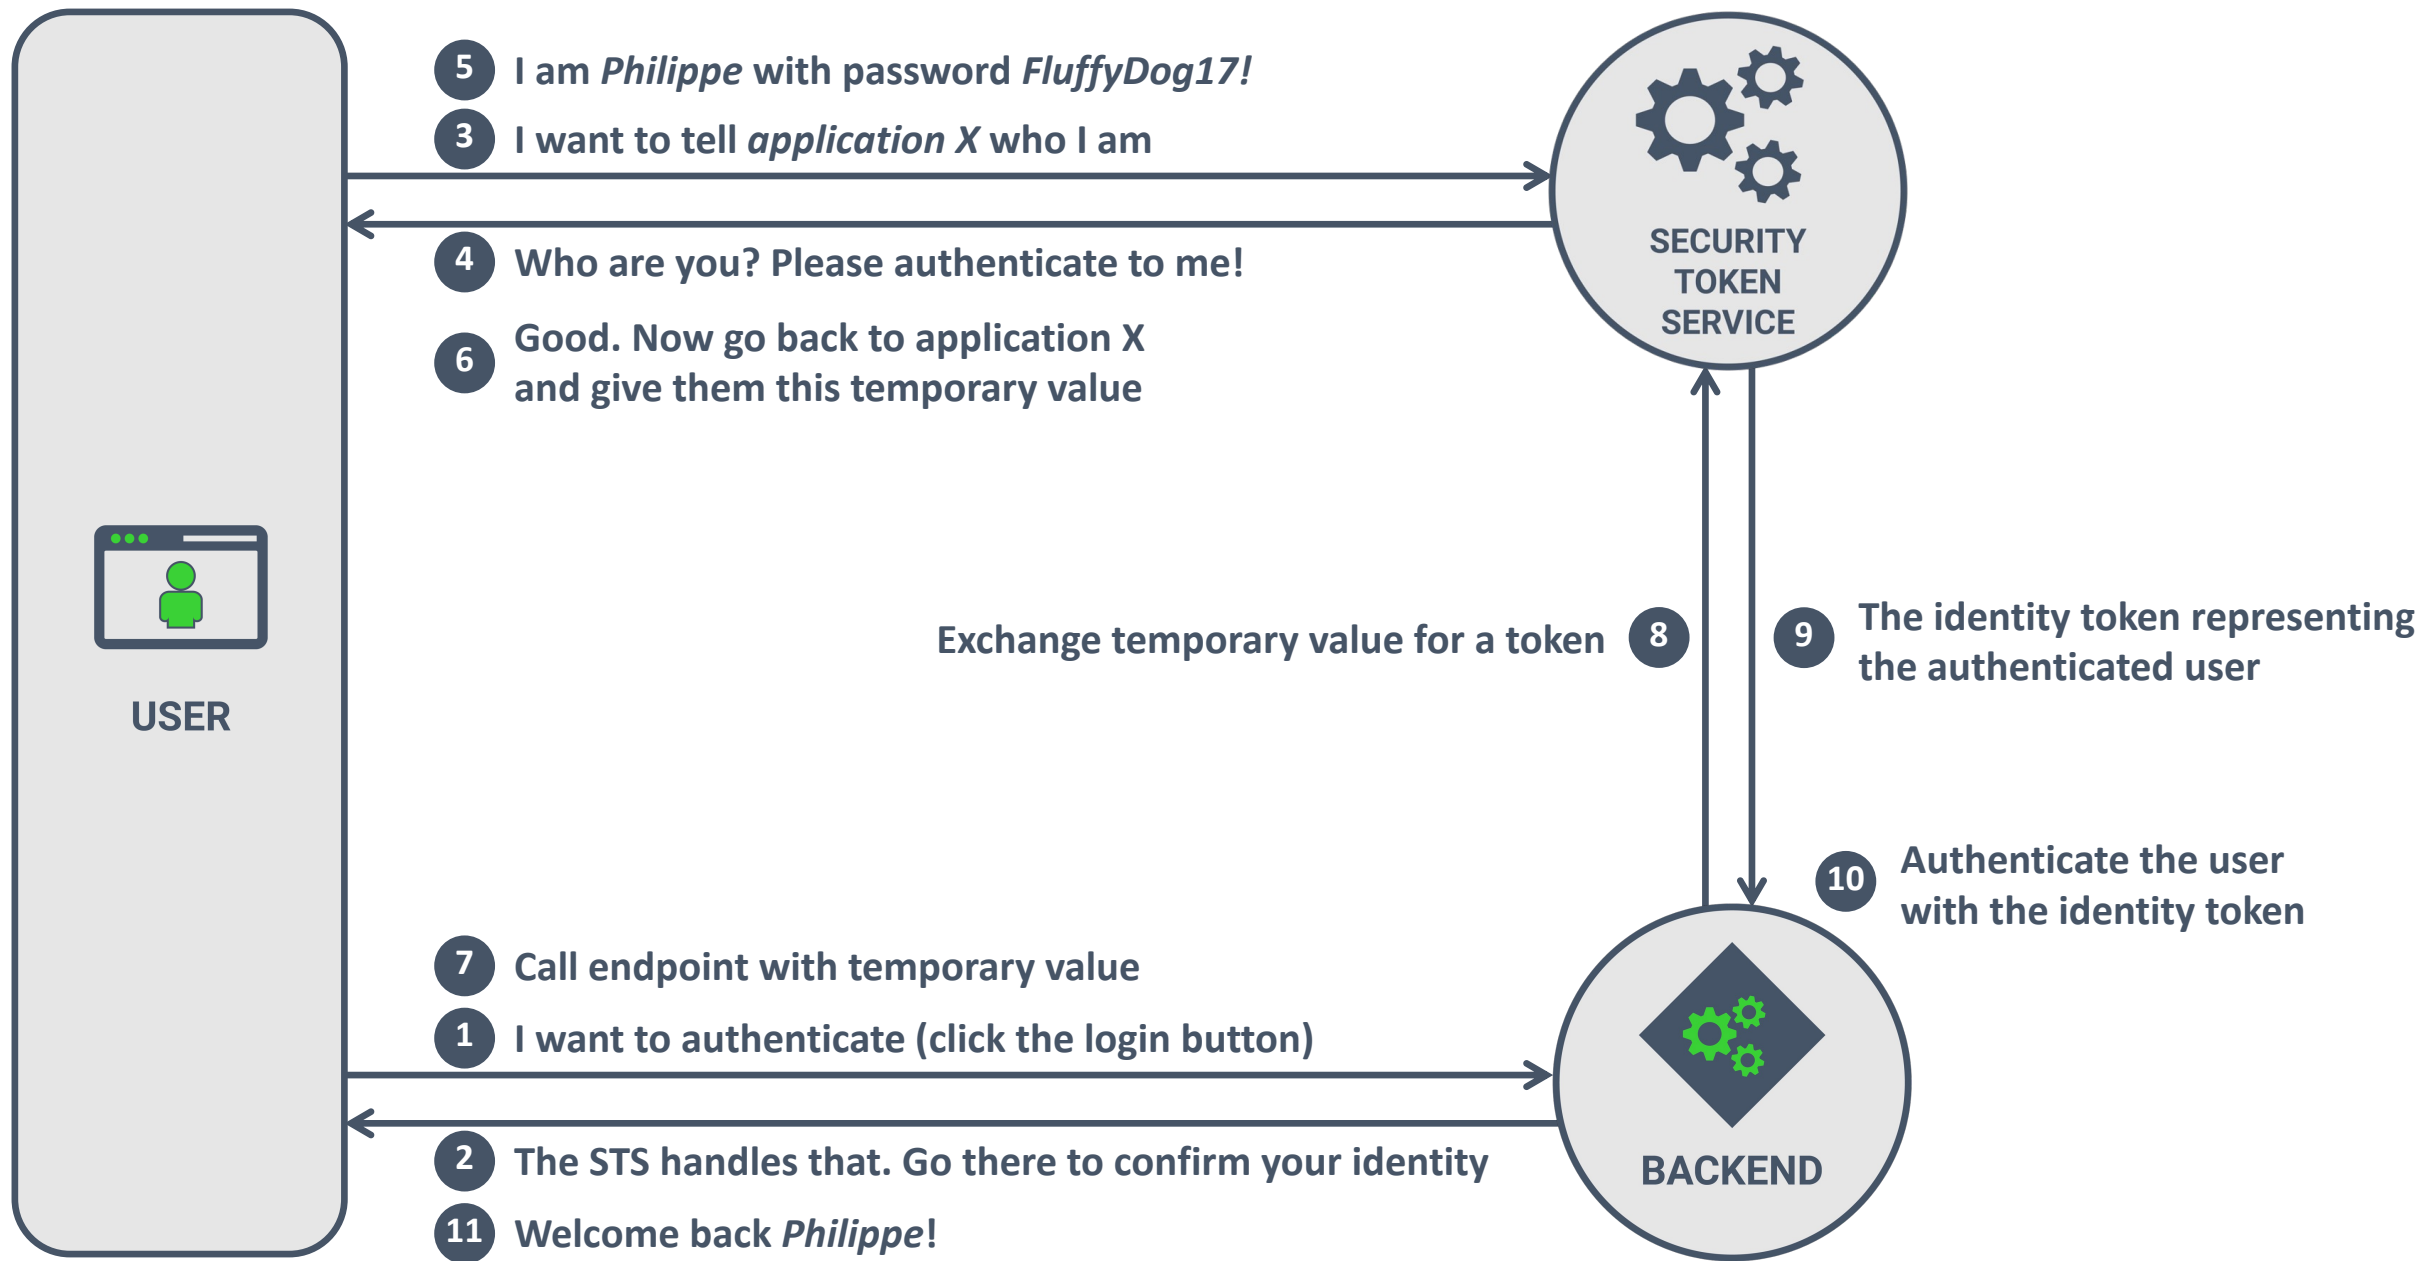 5 I am Philippe with password FluffyDog17!
3 I want to tell application X who I am
4 Who are you? Please authenticate to me!
6 Good. Now go back to application X
and give them this temporary value
SECURITY
TOKEN
SERVICE
USER
Exchange temporary value for a token 8
9 The identity token representing
the authenticated user
10 Authenticate the user
with the identity token
7 Call endpoint with temporary value
1 I want to authenticate (click the login button)
2 The STS handles that. Go there to confirm your identity
11 Welcome back Philippe!
BACKEND